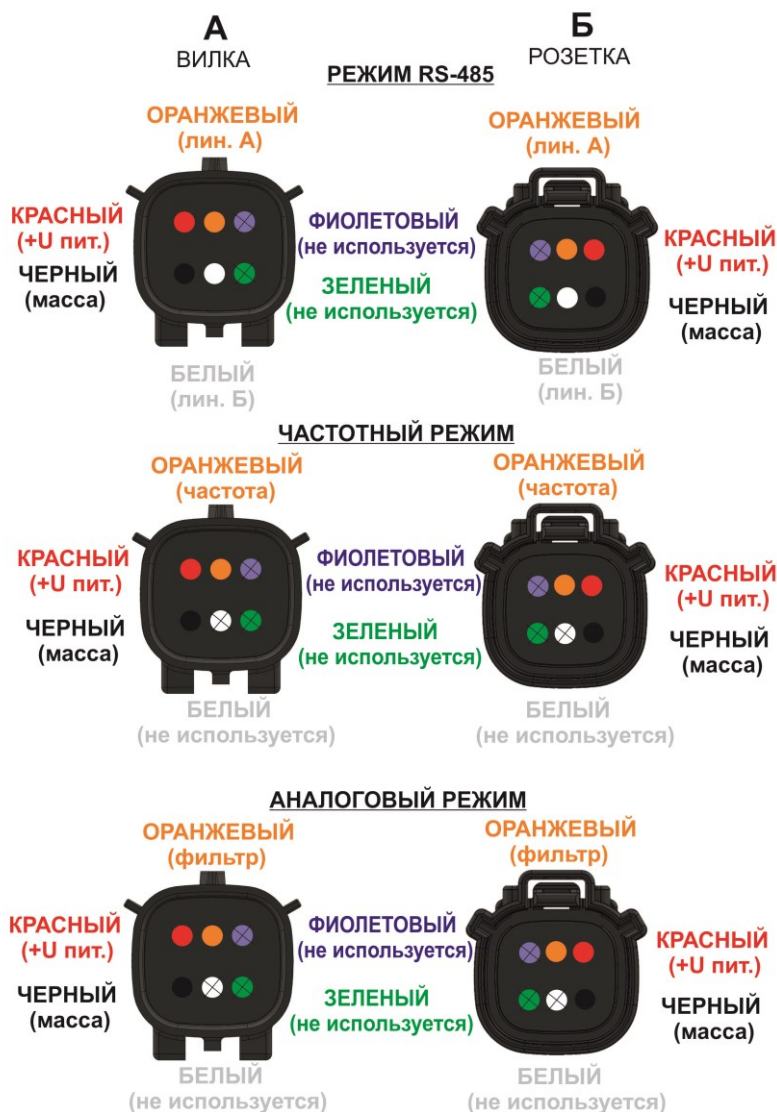 А
ВИЛКА
Б
РОЗЕТКА
РЕЖИМ RS-485
ОРАНЖЕВЫЙ
(лин. А)
КРАСНЫЙ
(+U пит.)
ЧЕРНЫЙ
(масса)
ФИОЛЕТОВЫЙ
(не используется)
ЗЕЛЕНЫЙ
(не используется)
БЕЛЫЙ
(лин. Б)
ОРАНЖЕВЫЙ
(лин. А)
КРАСНЫЙ
(+U пит.)
ЧЕРНЫЙ
(масса)
БЕЛЫЙ
(лин. Б)
ЧАСТОТНЫЙ РЕЖИМ
ОРАНЖЕВЫЙ
(частота)
КРАСНЫЙ
(+U пит.)
ЧЕРНЫЙ
(масса)
ФИОЛЕТОВЫЙ
(не используется)
ЗЕЛЕНЫЙ
(не используется)
БЕЛЫЙ
(не используется)
ОРАНЖЕВЫЙ
(частота)
КРАСНЫЙ
(+U пит.)
ЧЕРНЫЙ
(масса)
БЕЛЫЙ
(не используется)
АНАЛОГОВЫЙ РЕЖИМ
ОРАНЖЕВЫЙ
(фильтр)
КРАСНЫЙ
(+U пит.)
ЧЕРНЫЙ
(масса)
ФИОЛЕТОВЫЙ
(не используется)
ЗЕЛЕНЫЙ
(не используется)
БЕЛЫЙ
(не используется)
ОРАНЖЕВЫЙ
(фильтр)
КРАСНЫЙ
(+U пит.)
ЧЕРНЫЙ
(масса)
БЕЛЫЙ
(не используется)